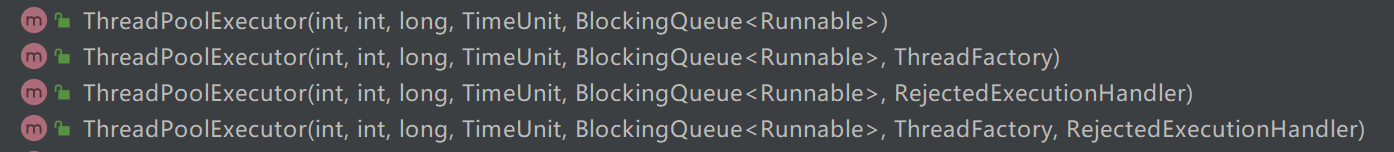 m ThreadPoolExecutor(int, int, long, TimeUnit, BlockingQueue<Runnable>)
m ThreadPoolExecutor(int, int, long, TimeUnit, BlockingQueue<Runnable>, ThreadFactory)
m ThreadPoolExecutor(int, int, long, TimeUnit, BlockingQueue<Runnable>, RejectedExecutionHandler)
m ThreadPoolExecutor(int, int, long, TimeUnit, BlockingQueue<Runnable>, ThreadFactory, RejectedExecutionHandler)